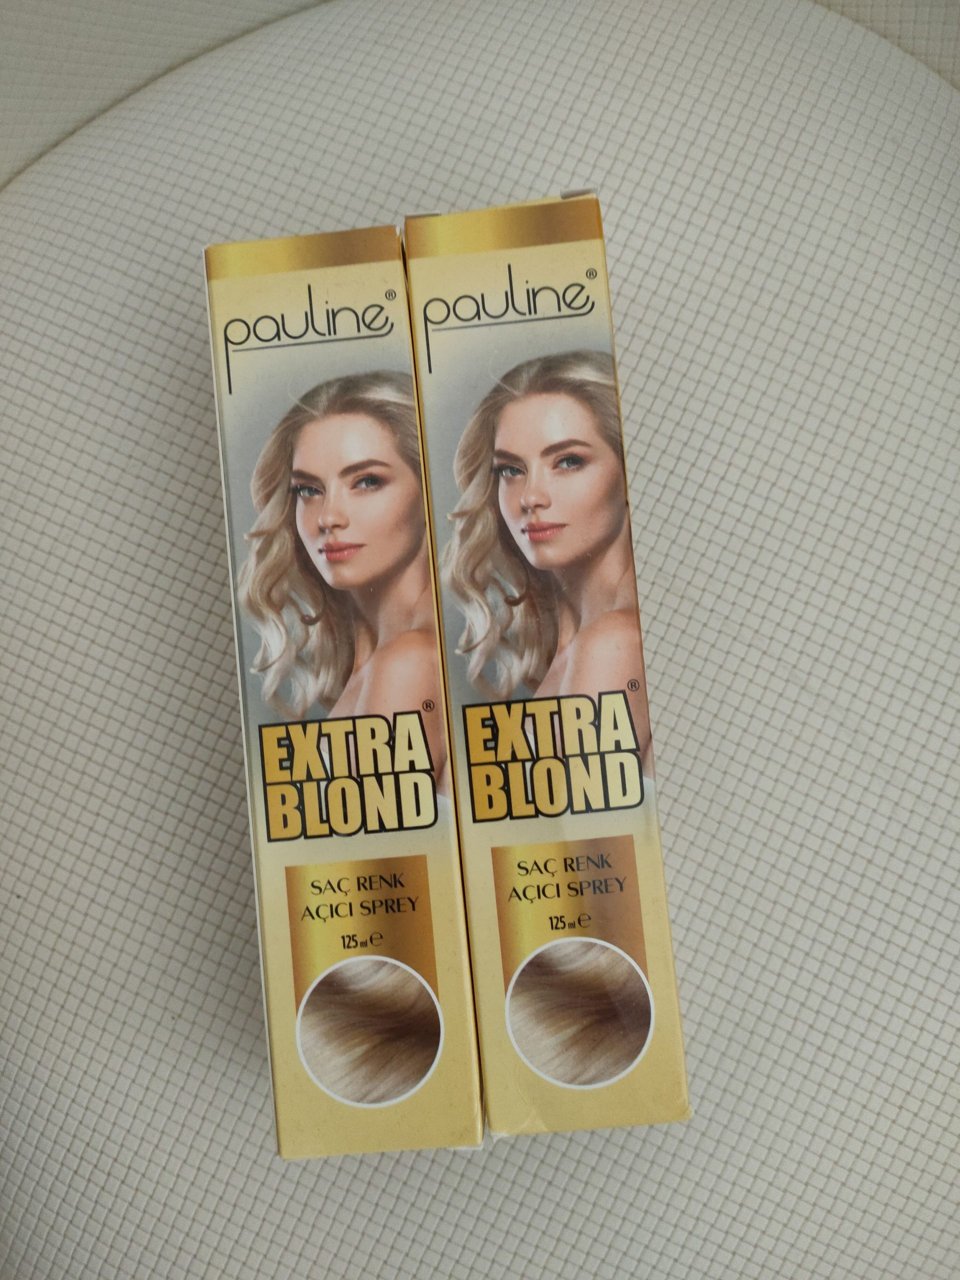 pauline®
EXTRA®
BLOND
SAÇ RENK
AÇICI SPREY
125 ml ℮
pauline®
EXTRA®
BLOND
SAÇ RENK
AÇICI SPREY
125 ml ℮